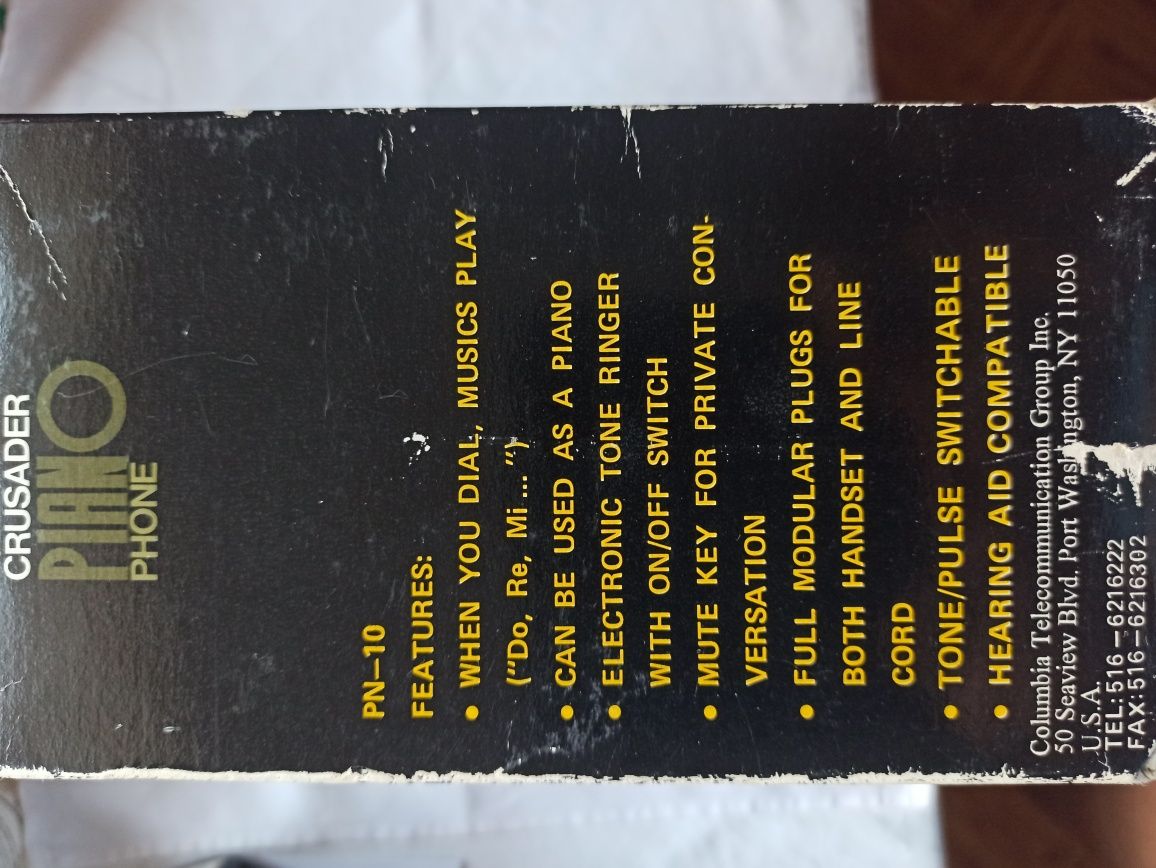 CRUSADER
PIANO
PHONE
PN—10
FEATURES:
• WHEN YOU DIAL, MUSICS PLAY
("Do, Re, Mi ...")
• CAN BE USED AS A PIANO
• ELECTRONIC TONE RINGER
WITH ON/OFF SWITCH
• MUTE KEY FOR PRIVATE CON-
VERSATION
• FULL MODULAR PLUGS FOR
BOTH HANDSET AND LINE
CORD
• TONE/PULSE SWITCHABLE
• HEARING AID COMPATIBLE
Columbia Telecommunication Group Inc.
50 Seaview Blvd. Port Washington, NY 11050
U.S.A.
TEL:516—6216222
FAX:516—6216302